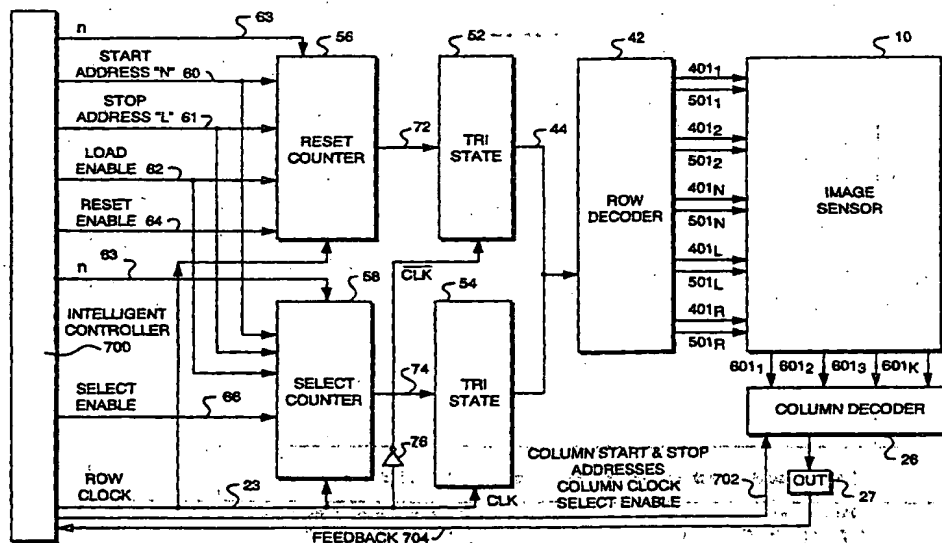 n
63
START
ADDRESS "N" 60
STOP
ADDRESS "L" 61
LOAD
ENABLE 62
RESET
ENABLE 64
n
63
INTELLIGENT
CONTROLLER
700
SELECT
ENABLE
66
ROW
CLOCK
23
56
RESET
COUNTER
72
52
TRI
STATE
44
CLK
58
SELECT
COUNTER
74
54
TRI
STATE
76
CLK
42
ROW
DECODER
401₁
501₁
401₂
501₂
401N
501N
401L
501L
401R
501R
10
IMAGE
SENSOR
601₁ 601₂ 601₃ 601K
COLUMN DECODER
26
OUT
27
COLUMN START & STOP
ADDRESSES
COLUMN CLOCK
SELECT ENABLE
702
FEEDBACK 704